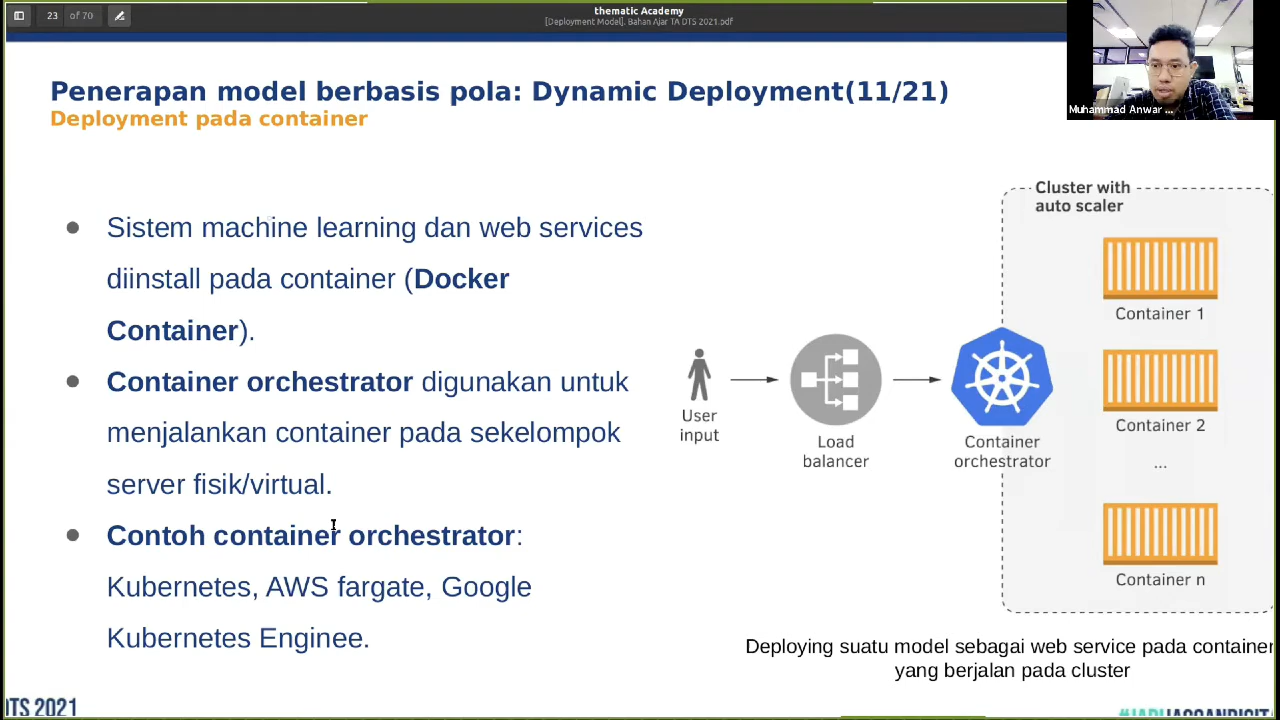 thematic Academy
23 of 70
[Deployment Model]. Bahan Ajar TA DTS 2021.pdf
Muhammad Anwar ...
Penerapan model berbasis pola: Dynamic Deployment(11/21)
Deployment pada container
Sistem machine learning dan web services
diinstall pada container (Docker
Container).
Container orchestrator digunakan untuk
menjalankan container pada sekelompok
server fisik/virtual.
Contoh container orchestrator:
Kubernetes, AWS fargate, Google
Kubernetes Enginee.
User
input
Load
balancer
Container
orchestrator
Cluster with
auto scaler
Container 1
Container 2
...
Container n
Deploying suatu model sebagai web service pada container
yang berjalan pada cluster
DTS 2021